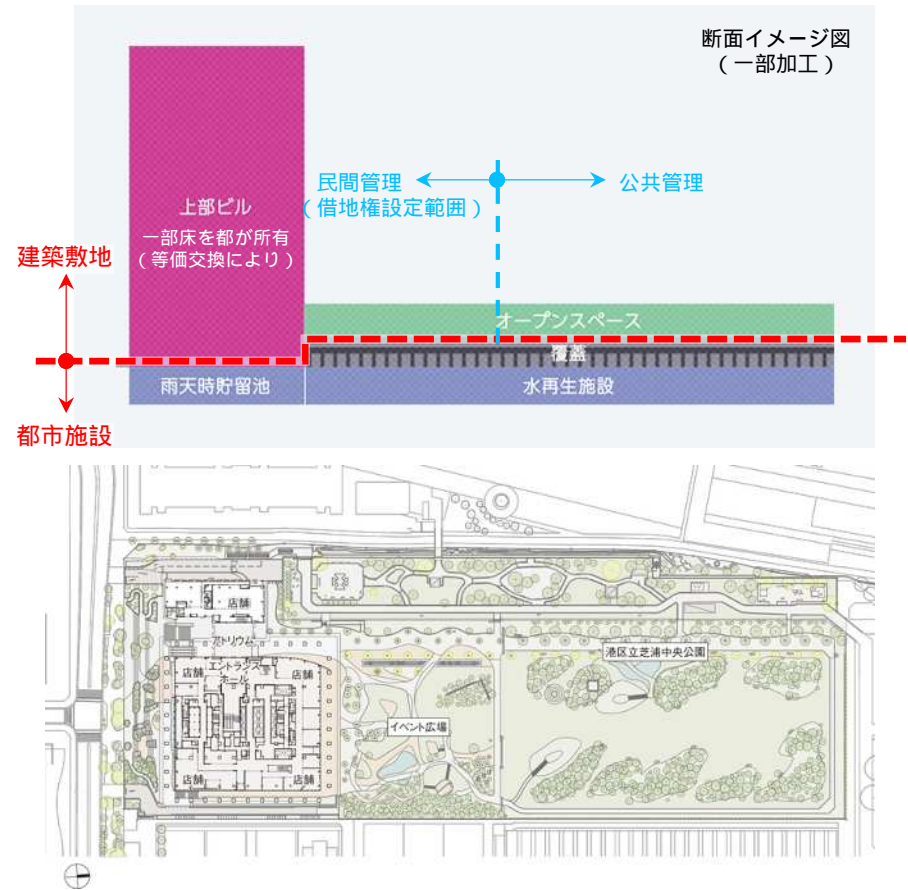 断面イメージ図
（一部加工）
民間管理
公共管理
（借地権設定範囲）
上部ビル
一部床を都が所有
（等価交換により）
建築敷地
オープンスペース
覆蓋
雨天時貯留池
水再生施設
都市施設
店舗
アトリウム
港区立芝浦中央公園
エントランス
ホール
店舗
店舗
イベント広場
店舗
店舗